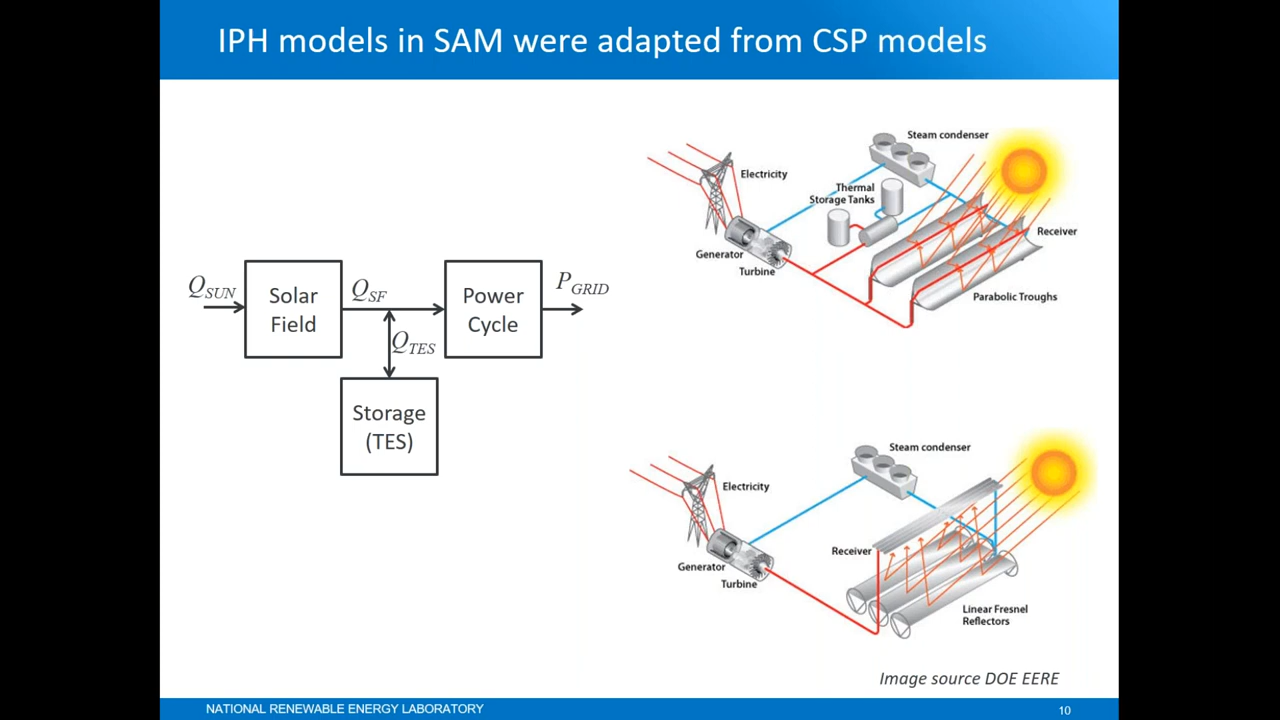 IPH models in SAM were adapted from CSP models
Q_SUN
Solar
Field
Q_SF
Power
Cycle
P_GRID
Q_TES
Storage
(TES)
Steam condenser
Electricity
Thermal
Storage Tanks
Receiver
Generator
Turbine
Parabolic Troughs
Steam condenser
Electricity
Receiver
Generator
Turbine
Linear Fresnel
Reflectors
Image source DOE EERE
NATIONAL RENEWABLE ENERGY LABORATORY
10